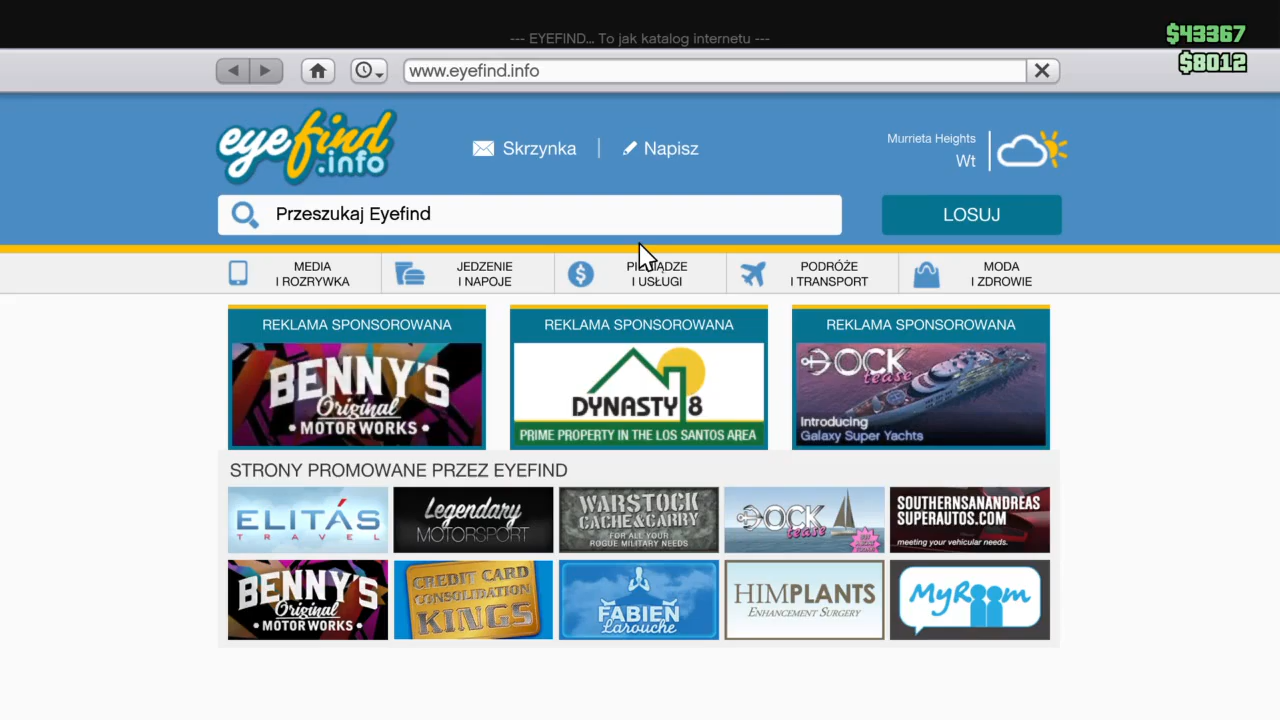 --- EYEFIND... To jak katalog internetu ---
$43367
$8012
www.eyefind.info
eyefind
.info
Skrzynka
Napisz
Murrieta Heights
Wt
Przeszukaj Eyefind
LOSUJ
MEDIA
I ROZRYWKA
JEDZENIE
I NAPOJE
PIENIĄDZE
I USŁUGI
PODRÓŻE
I TRANSPORT
MODA
I ZDROWIE
REKLAMA SPONSOROWANA
REKLAMA SPONSOROWANA
REKLAMA SPONSOROWANA
BENNY'S
Original
• MOTOR WORKS •
DYNASTY 8
PRIME PROPERTY IN THE LOS SANTOS AREA
DOCK
tease
Introducing
Galaxy Super Yachts
STRONY PROMOWANE PRZEZ EYEFIND
ELITÁS
TRAVEL
Legendary
MOTORSPORT
WARSTOCK
CACHE & CARRY
FOR ALL YOUR
ROGUE MILITARY NEEDS
DOCK
tease
SOUTHERNSANANDREAS
SUPERAUTOS.COM
meeting your vehicular needs.
BENNY'S
Original
• MOTOR WORKS •
CREDIT CARD
CONSOLIDATION
KINGS
FABIEN
Larouche
HIMPLANTS
ENHANCEMENT SURGERY
MyRoom